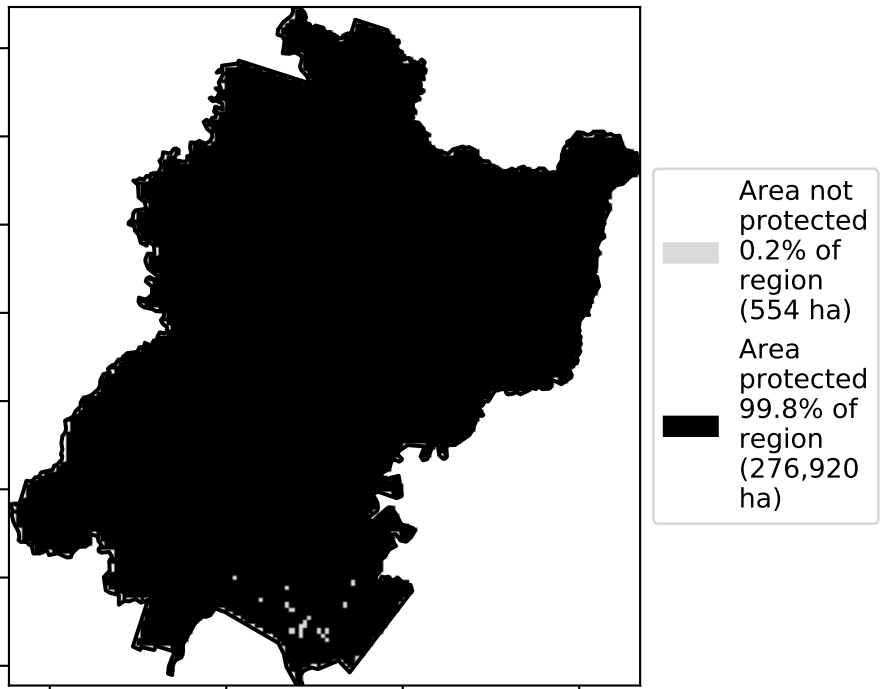 Area not
protected
0.2% of
region
(554 ha)
Area
protected
99.8% of
region
(276,920
ha)